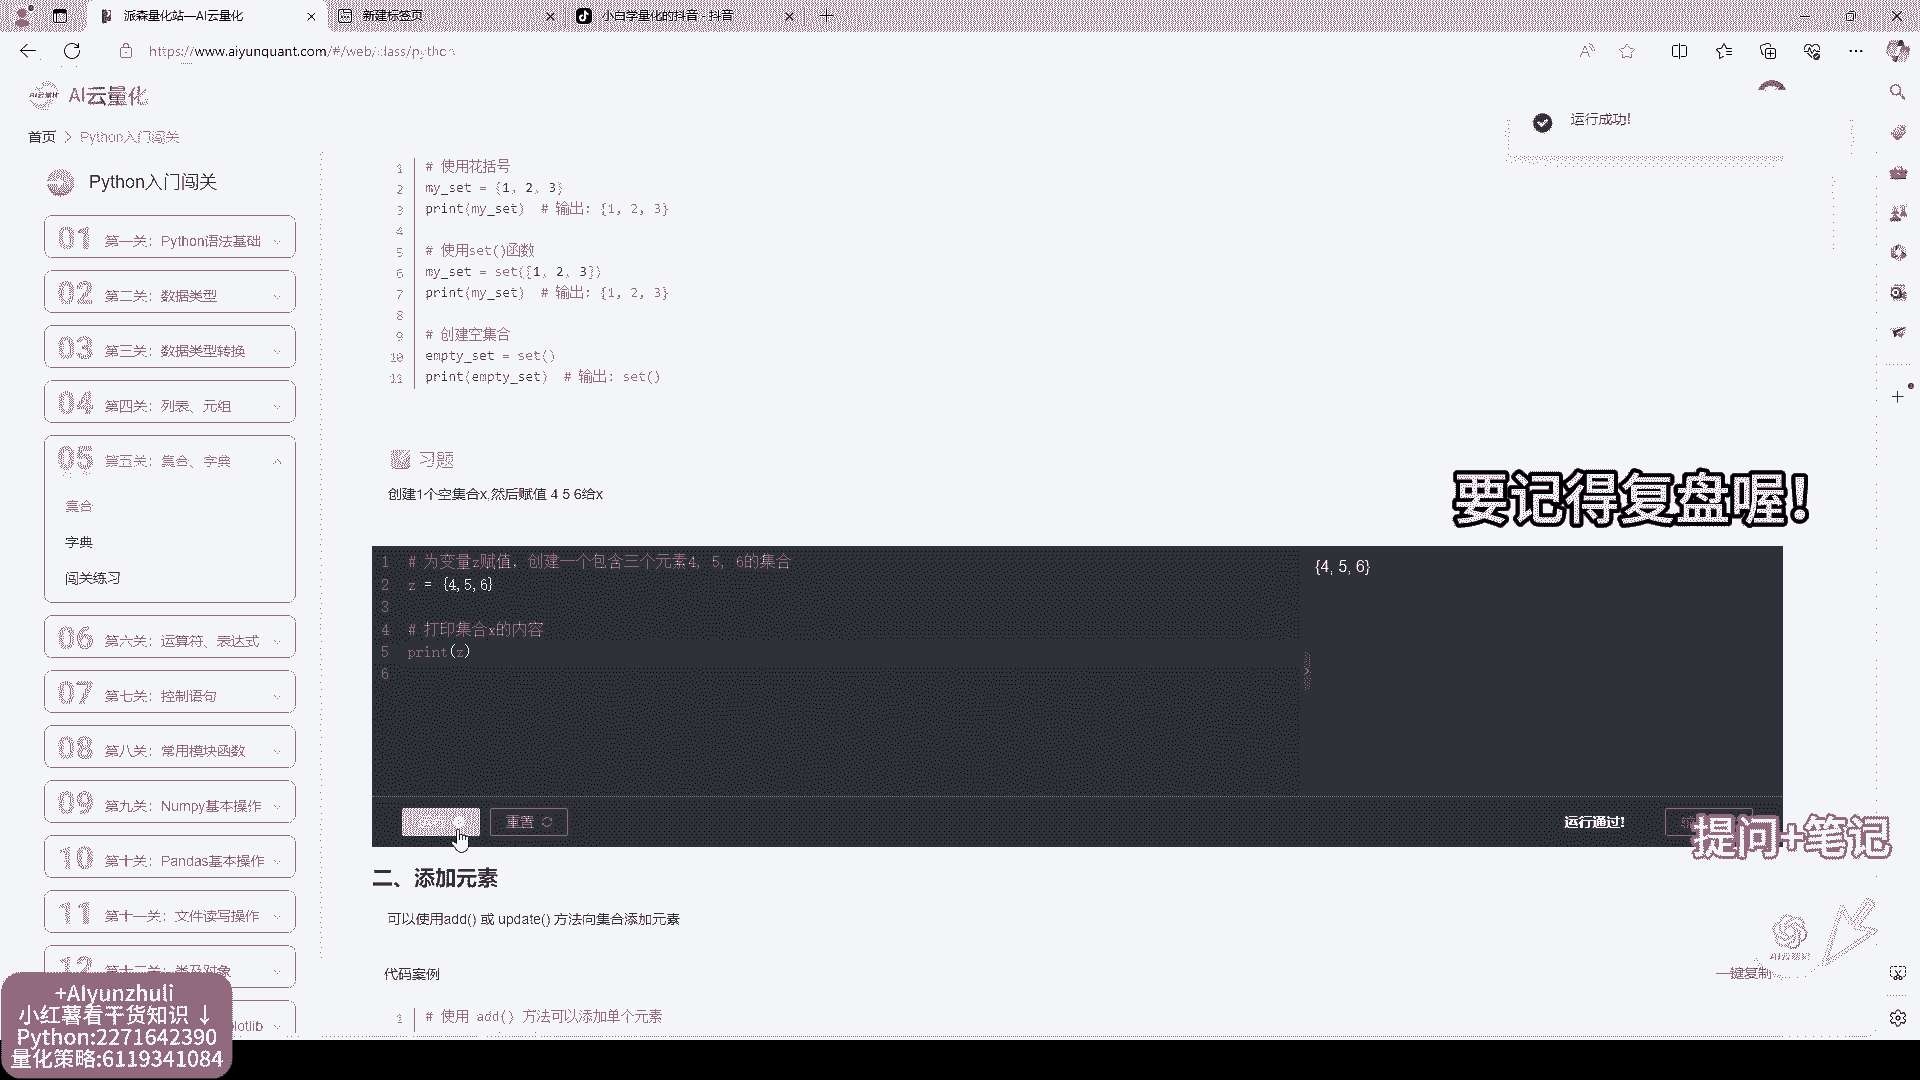 派森量化站—AI云量化
新建标签页
小白学量化的抖音 - 抖音
https://www.aiyunquant.com/#/web/class/python
AI云量化
首页 > Python入门闯关
运行成功!
Python入门闯关
01 第一关：Python语法基础
02 第二关：数据类型
03 第三关：数据类型转换
04 第四关：列表、元组
05 第五关：集合、字典
集合
字典
闯关练习
06 第六关：运算符、表达式
07 第七关：控制语句
08 第八关：常用模块函数
09 第九关：Numpy基本操作
10 第十关：Pandas基本操作
11 第十一关：文件读写操作
12 第十二关：类及对象
lotlib
1 # 使用花括号
2 my_set = {1, 2, 3}
3 print(my_set)  # 输出: {1, 2, 3}
4
5 # 使用set()函数
6 my_set = set([1, 2, 3])
7 print(my_set)  # 输出: {1, 2, 3}
8
9 # 创建空集合
10 empty_set = set()
11 print(empty_set)  # 输出: set()
习题
创建1个空集合x,然后赋值 4 5 6给x
要记得复盘喔！
1 # 为变量z赋值，创建一个包含三个元素4, 5, 6的集合
2 z = {4,5,6}
3
4 # 打印集合x的内容
5 print(z)
6
{4, 5, 6}
重置
运行通过!
提问+笔记
二、添加元素
可以使用add() 或 update() 方法向集合添加元素
代码案例
一键复制
1 # 使用 add() 方法可以添加单个元素
+AIyunzhuli
小红薯看干货知识 ↓
Python:2271642390
量化策略:6119341084